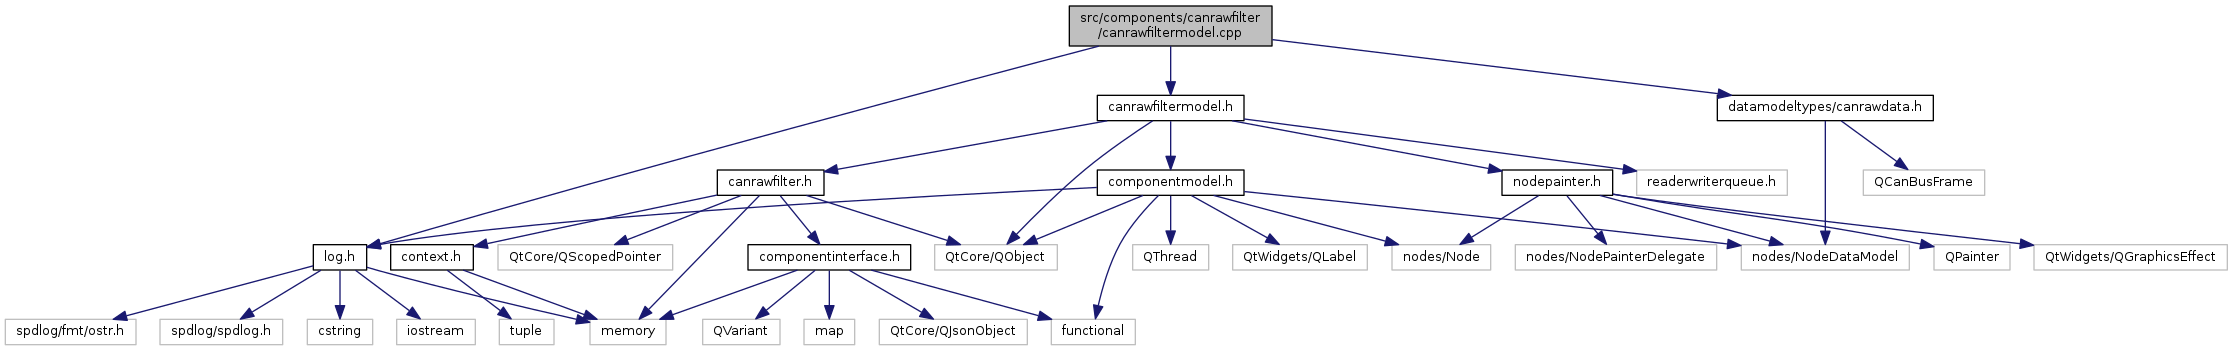 src/components/canrawfilter
/canrawfiltermodel.cpp
canrawfiltermodel.h
datamodeltypes/canrawdata.h
canrawfilter.h
componentmodel.h
nodepainter.h
readerwriterqueue.h
QCanBusFrame
log.h
context.h
QtCore/QScopedPointer
componentinterface.h
QtCore/QObject
QThread
QtWidgets/QLabel
nodes/Node
nodes/NodePainterDelegate
nodes/NodeDataModel
QPainter
QtWidgets/QGraphicsEffect
spdlog/fmt/ostr.h
spdlog/spdlog.h
cstring
iostream
tuple
memory
QVariant
map
QtCore/QJsonObject
functional